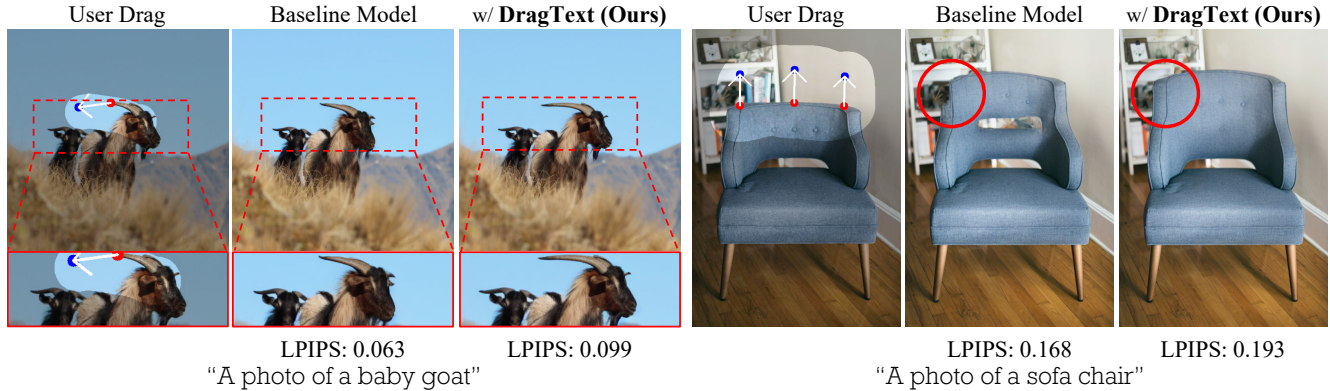 User Drag
Baseline Model
w/ DragText (Ours)
User Drag
Baseline Model
w/ DragText (Ours)
LPIPS: 0.063
LPIPS: 0.099
LPIPS: 0.168
LPIPS: 0.193
“A photo of a baby goat”
“A photo of a sofa chair”